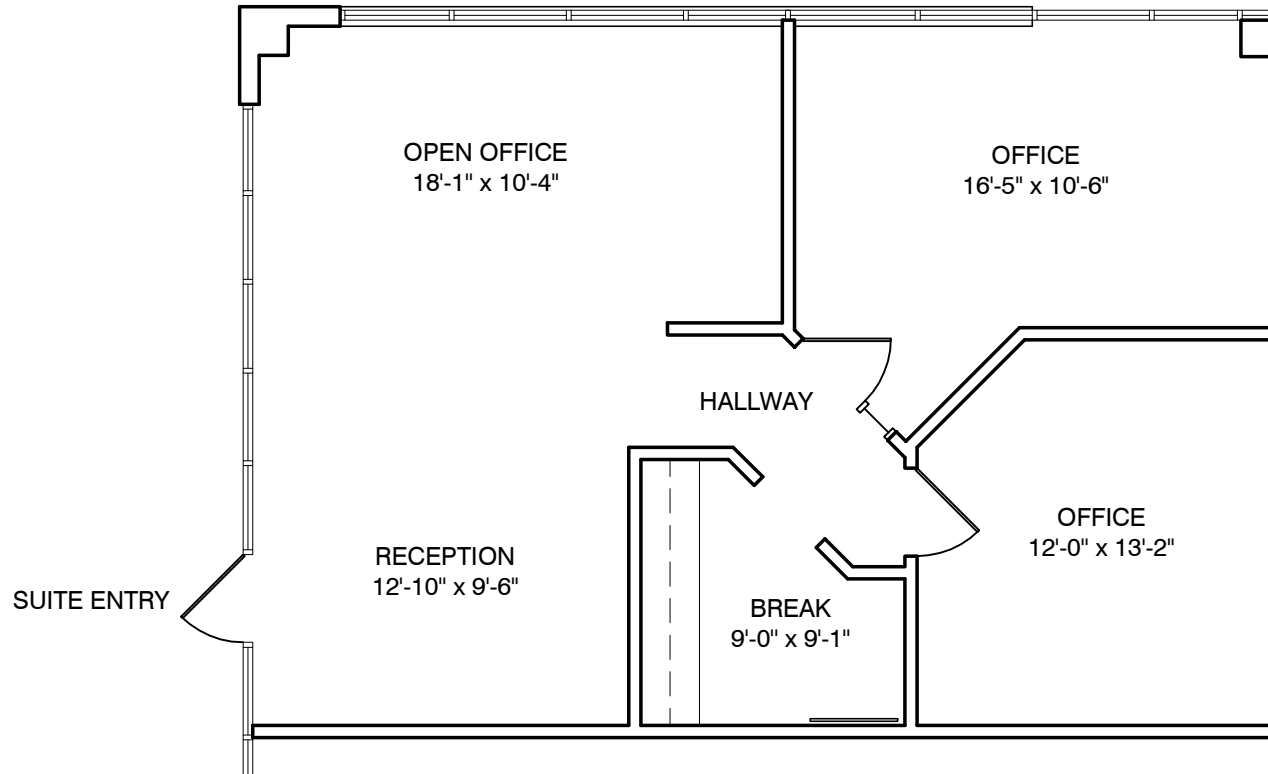 OPEN OFFICE
18'-1" x 10'-4"
OFFICE
16'-5" x 10'-6"
HALLWAY
RECEPTION
12'-10" x 9'-6"
SUITE ENTRY
OFFICE
12'-0" x 13'-2"
BREAK
9'-0" x 9'-1"